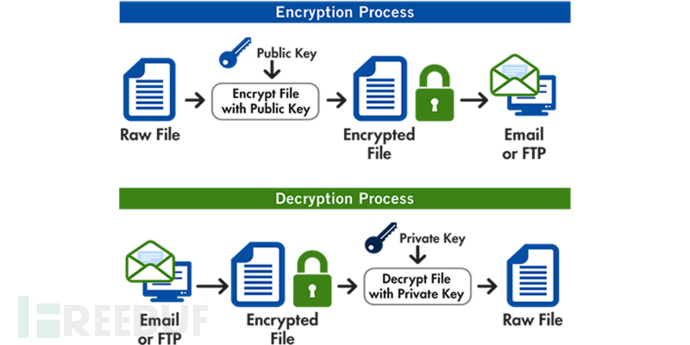 Encryption Process
Public Key
Encrypt File
with Public Key
Raw File
Encrypted
File
Email
or FTP
Decryption Process
Private Key
Decrypt File
with Private Key
Email
or FTP
Encrypted
File
Raw File
FREEBUF